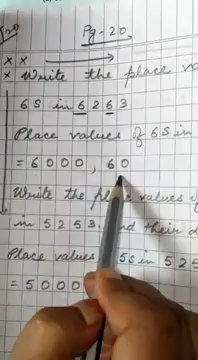 Pg-20
x x
x Write the place va
6S in 6263
Place values of 6S in
= 6000, 60
Write the place values of
in 5253. and their d
Place values 5s in 525
= 5000